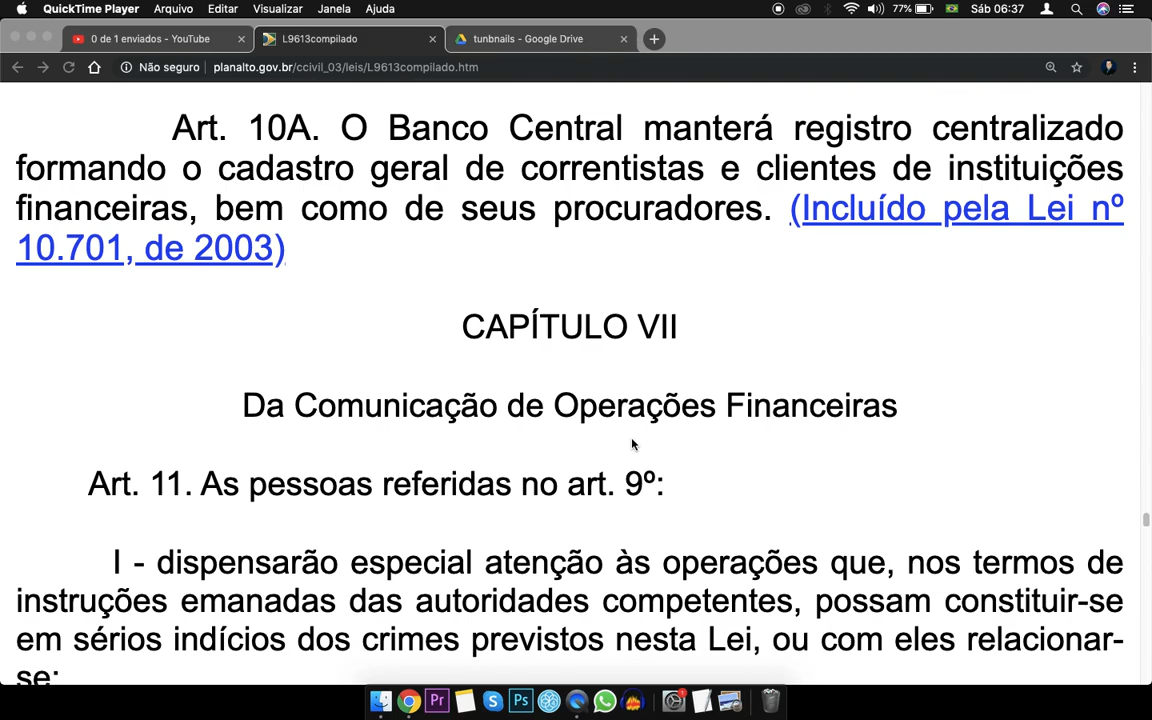 QuickTime Player Arquivo Editar Visualizar Janela Ajuda 77% Sáb 06:37
0 de 1 enviados - YouTube L9613compilado tunbnails - Google Drive
Não seguro planalto.gov.br/ccivil_03/leis/L9613compilado.htm
Art. 10A. O Banco Central manterá registro centralizado
formando o cadastro geral de correntistas e clientes de instituições
financeiras, bem como de seus procuradores. (Incluído pela Lei nº
10.701, de 2003)
CAPÍTULO VII
Da Comunicação de Operações Financeiras
Art. 11. As pessoas referidas no art. 9º:
I - dispensarão especial atenção às operações que, nos termos de
instruções emanadas das autoridades competentes, possam constituir-se
em sérios indícios dos crimes previstos nesta Lei, ou com eles relacionar-
se:
Pr Ps